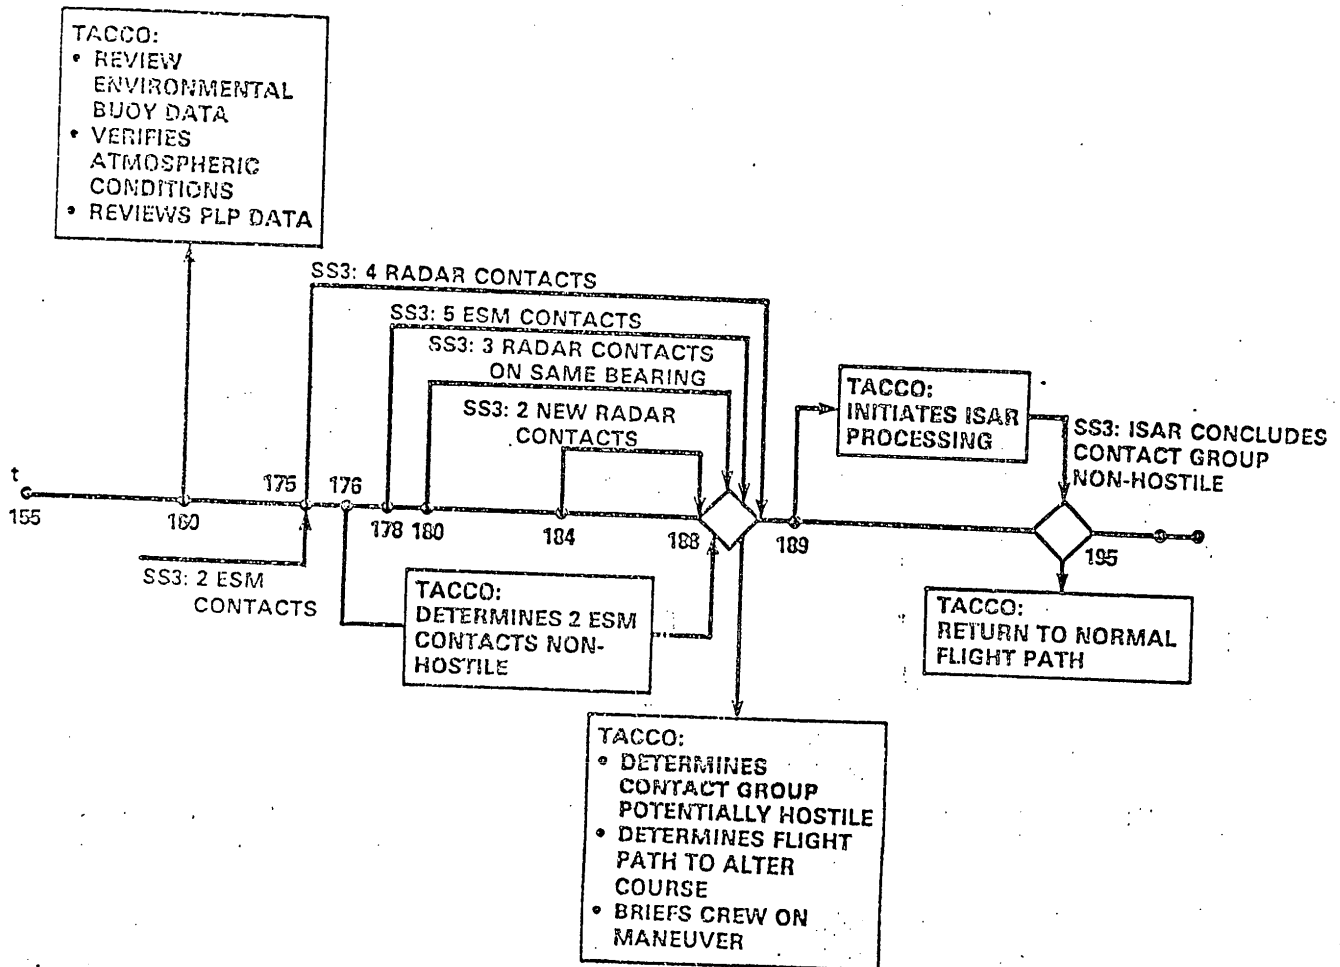 TACCO:
• REVIEW
ENVIRONMENTAL
BUOY DATA
• VERIFIES
ATMOSPHERIC
CONDITIONS
• REVIEWS PLP DATA
SS3: 4 RADAR CONTACTS
SS3: 5 ESM CONTACTS
SS3: 3 RADAR CONTACTS
ON SAME BEARING
SS3: 2 NEW RADAR
CONTACTS
TACCO:
INITIATES ISAR
PROCESSING
SS3: ISAR CONCLUDES
CONTACT GROUP
NON-HOSTILE
t
155
160
175
176
178
180
184
188
189
195
SS3: 2 ESM
CONTACTS
TACCO:
DETERMINES 2 ESM
CONTACTS NON-
HOSTILE
TACCO:
RETURN TO NORMAL
FLIGHT PATH
TACCO:
• DETERMINES
CONTACT GROUP
POTENTIALLY HOSTILE
• DETERMINES FLIGHT
PATH TO ALTER
COURSE
• BRIEFS CREW ON
MANEUVER